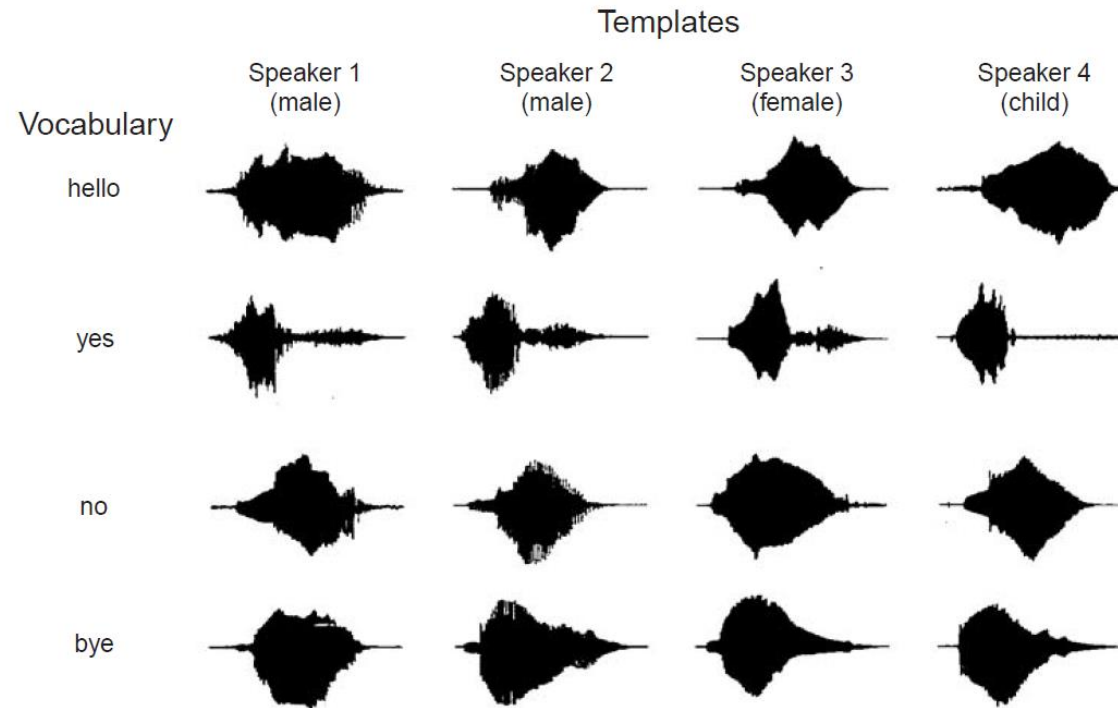 Templates
Speaker 1 Speaker 2 Speaker 3 Speaker 4
(male) (male) (female) (child)
Vocabulary
hello
yes
no
bye